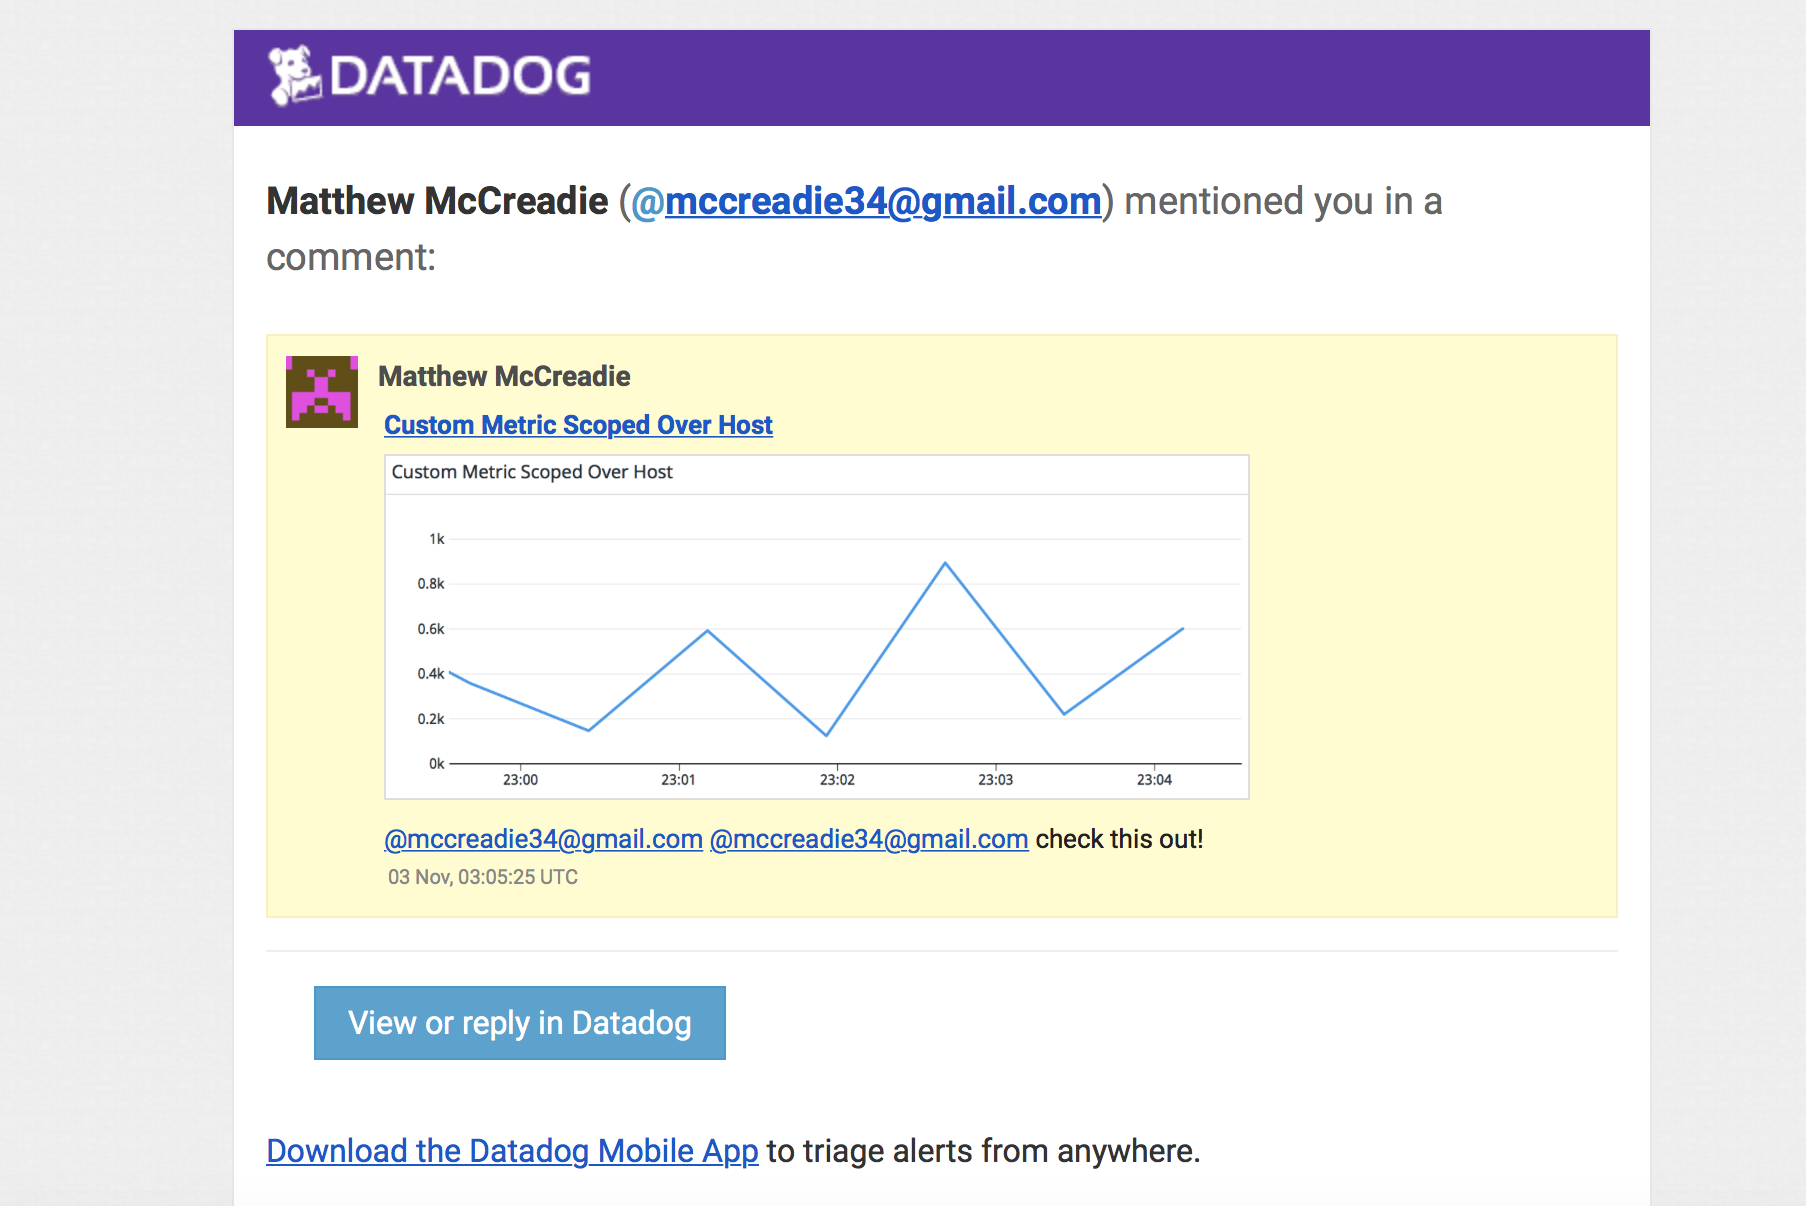 DATADOG
Matthew McCreadie (@mccreadie34@gmail.com) mentioned you in a
comment:
Matthew McCreadie
Custom Metric Scoped Over Host
Custom Metric Scoped Over Host
1k
0.8k
0.6k
0.4k
0.2k
0k
23:00 23:01 23:02 23:03 23:04
@mccreadie34@gmail.com @mccreadie34@gmail.com check this out!
03 Nov, 03:05:25 UTC
View or reply in Datadog
Download the Datadog Mobile App to triage alerts from anywhere.